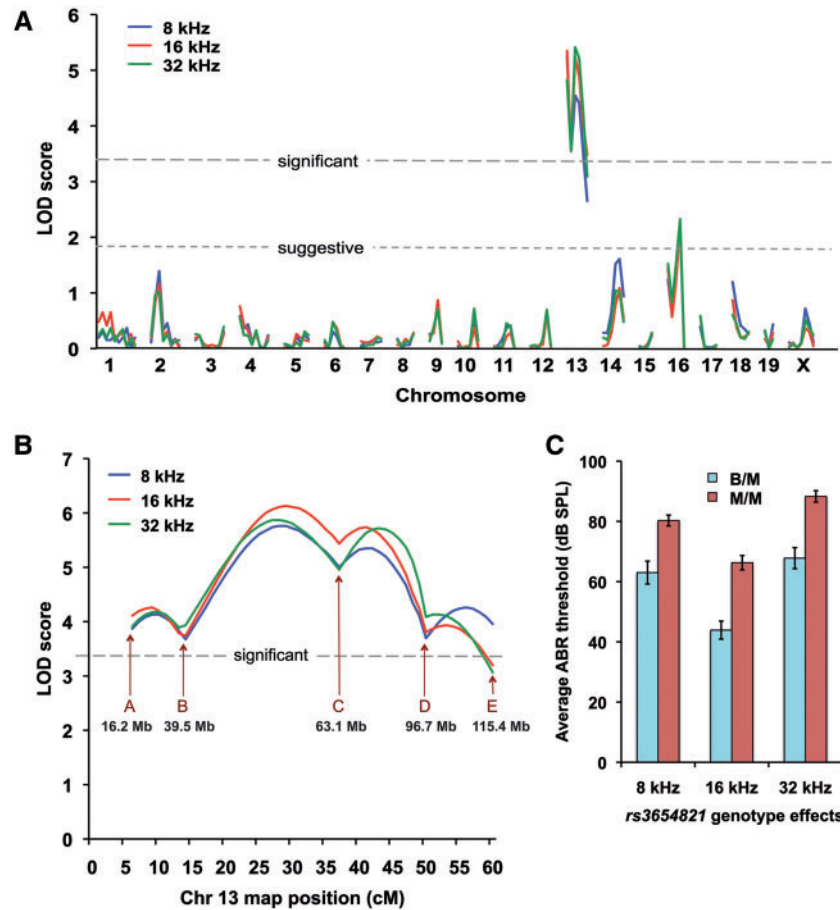 A
8 kHz
16 kHz
32 kHz
LOD score
6
5
4
3
2
1
0
significant
suggestive
1 2 3 4 5 6 7 8 9 10 11 12 13 14 15 16 17 18 19 X
Chromosome
B
8 kHz
16 kHz
32 kHz
LOD score
7
6
5
4
3
2
1
0
significant
A B C D E
16.2 Mb 39.5 Mb 63.1 Mb 96.7 Mb 115.4 Mb
0 5 10 15 20 25 30 35 40 45 50 55 60
Chr 13 map position (cM)
C
B/M
M/M
Average ABR threshold (dB SPL)
100
80
60
40
20
0
8 kHz 16 kHz 32 kHz
rs3654821 genotype effects